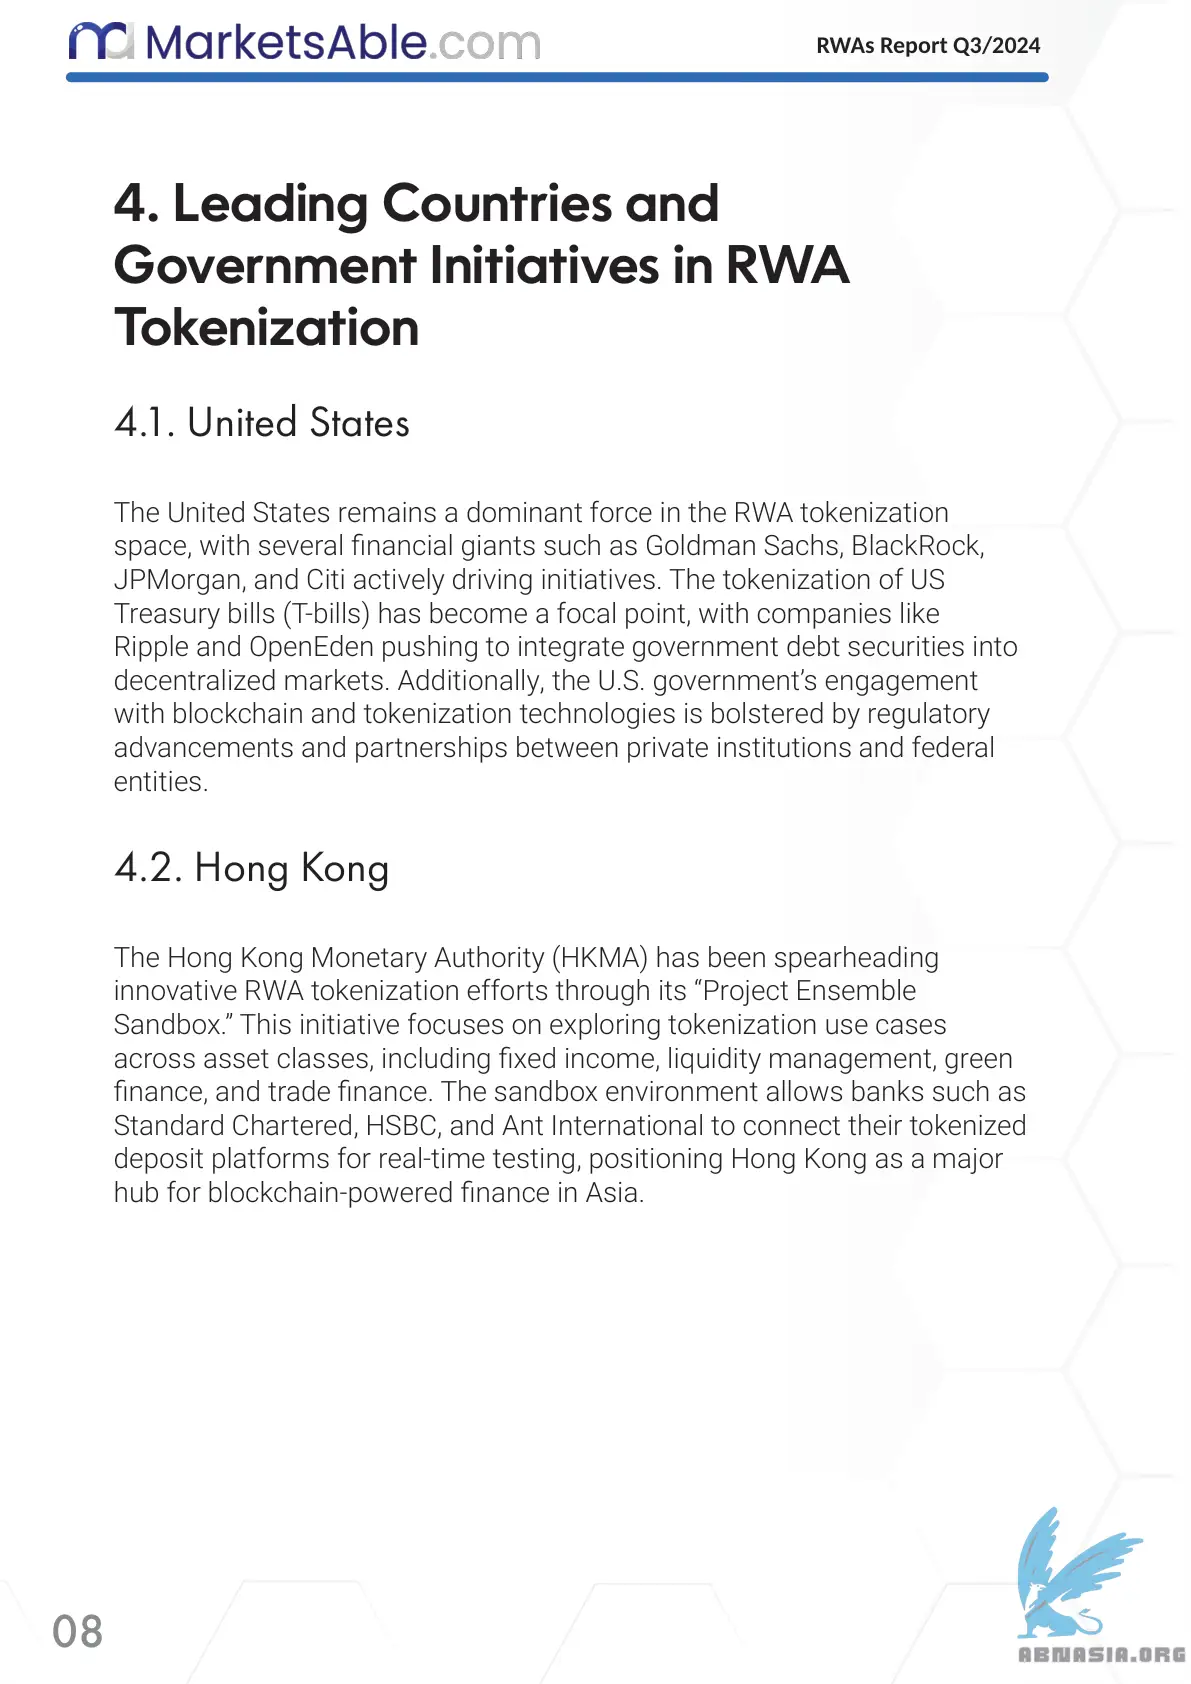 MarketsAble.com
RWAs Report Q3/2024
4. Leading Countries and
Government Initiatives in RWA
Tokenization
4.1. United States
The United States remains a dominant force in the RWA tokenization
space, with several financial giants such as Goldman Sachs, BlackRock,
JPMorgan, and Citi actively driving initiatives. The tokenization of US
Treasury bills (T-bills) has become a focal point, with companies like
Ripple and OpenEden pushing to integrate government debt securities into
decentralized markets. Additionally, the U.S. government’s engagement
with blockchain and tokenization technologies is bolstered by regulatory
advancements and partnerships between private institutions and federal
entities.
4.2. Hong Kong
The Hong Kong Monetary Authority (HKMA) has been spearheading
innovative RWA tokenization efforts through its “Project Ensemble
Sandbox.” This initiative focuses on exploring tokenization use cases
across asset classes, including fixed income, liquidity management, green
finance, and trade finance. The sandbox environment allows banks such as
Standard Chartered, HSBC, and Ant International to connect their tokenized
deposit platforms for real-time testing, positioning Hong Kong as a major
hub for blockchain-powered finance in Asia.
08
ABNASIA.ORG